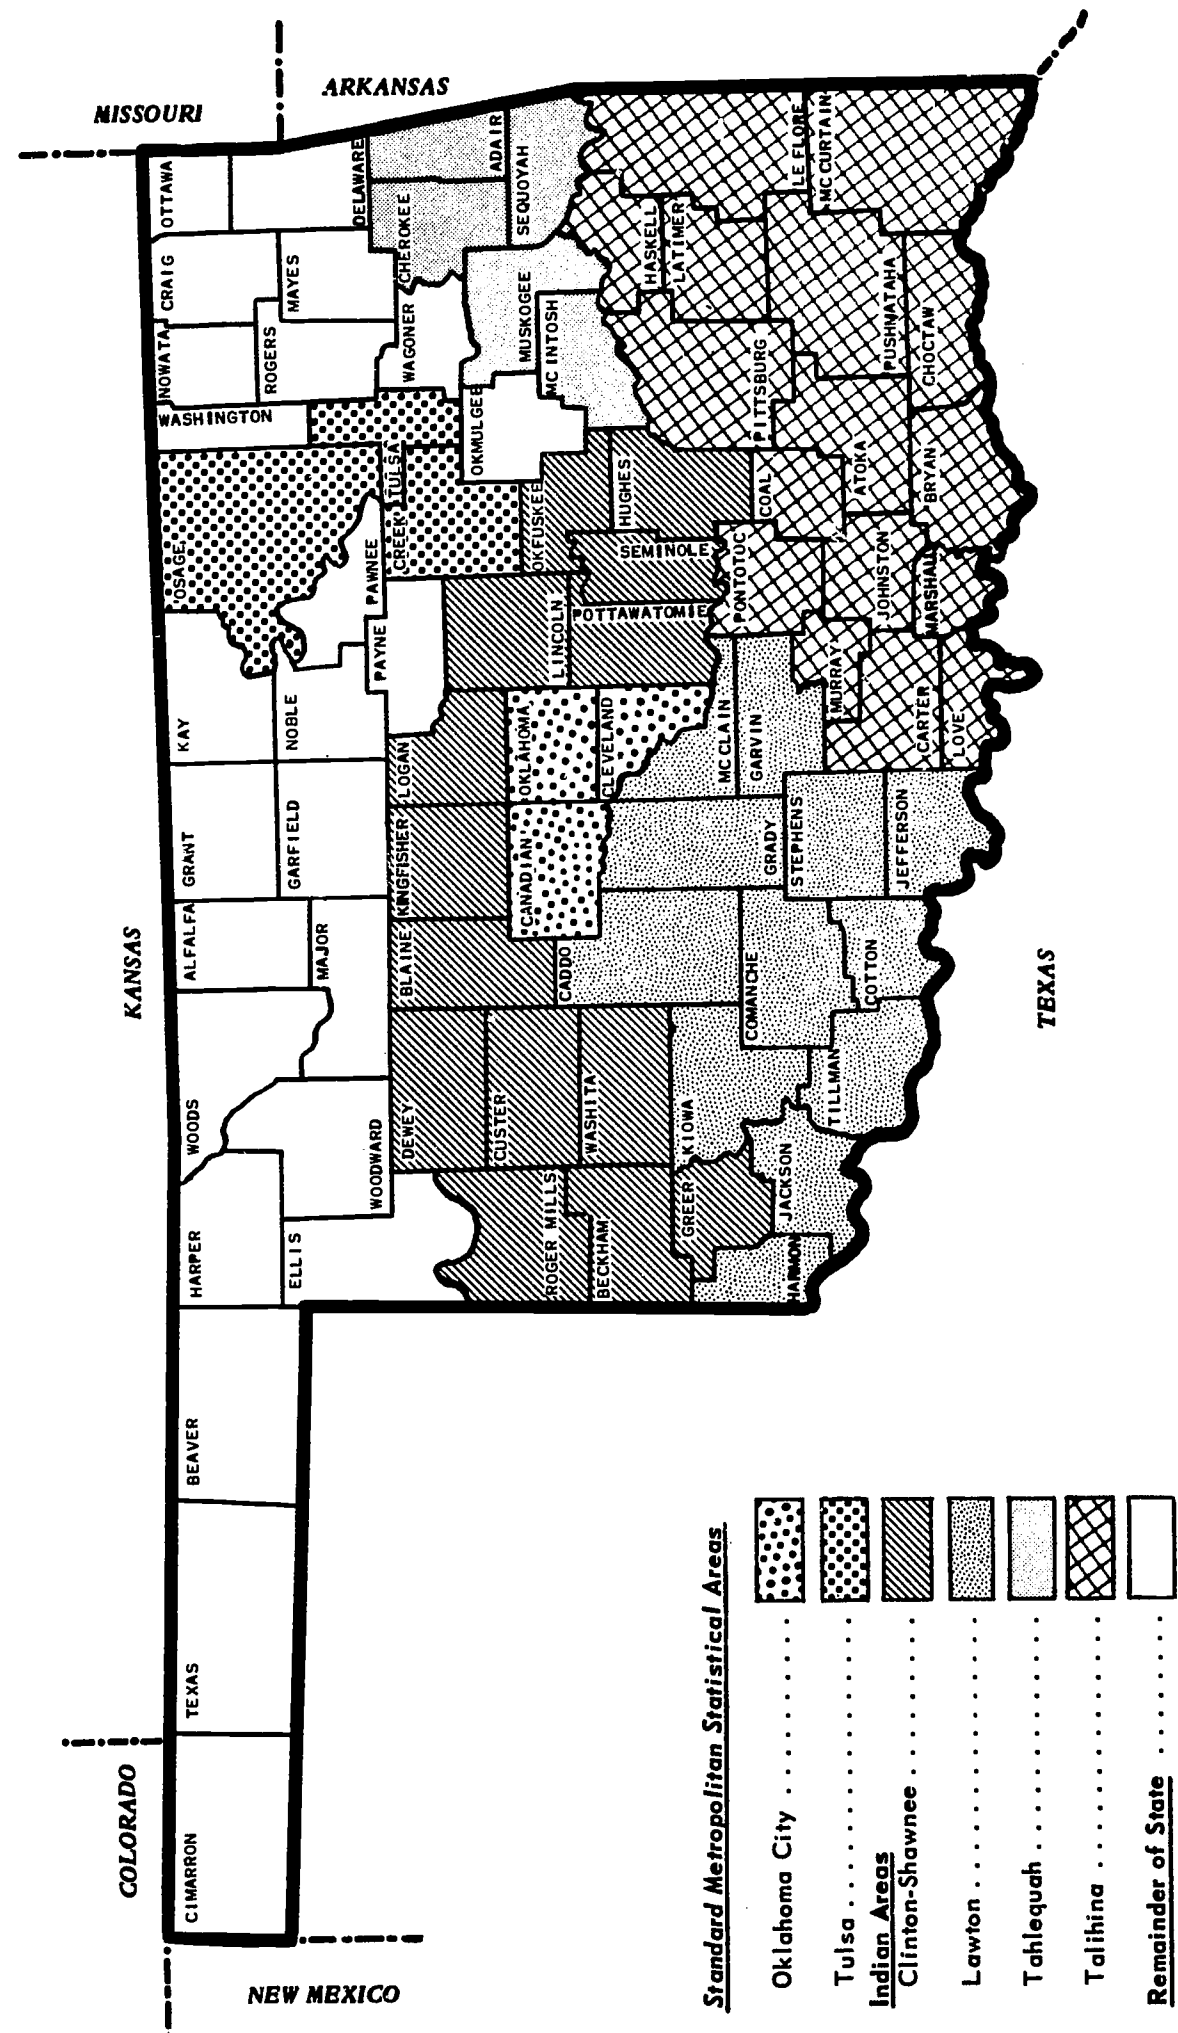 COLORADO
KANSAS
MISSOURI
ARKANSAS
NEW MEXICO
TEXAS
CIMARRON
TEXAS
BEAVER
HARPER
WOODS
ALFALFA
GRANT
KAY
OSAGE
WASHINGTON
NOWATA
CRAIG
OTTAWA
ELLIS
WOODWARD
MAJOR
GARFIELD
NOBLE
PAWNEE
PAYNE
TULSA
ROGERS
MAYES
DELAWARE
ROGER MILLS
DEWEY
BLAINE
KINGFISHER
LOGAN
LINCOLN
CREEK
OKMULGEE
WAGONER
CHEROKEE
ADAIR
CUSTER
CANADIAN
OKLAHOMA
OKFUSKEE
MUSKOGEE
MC INTOSH
SEQUOYAH
BECKHAM
WASHITA
CADDO
CLEVELAND
POTTAWATOMIE
SEMINOLE
HUGHES
HASKELL
LATIMER
LE FLORE
GREER
KIOWA
COMANCHE
GRADY
MC CLAIN
GARVIN
PONTOTUC
COAL
PITTSBURG
HARMON
JACKSON
TILLMAN
COTTON
STEPHENS
MURRAY
JOHNSTON
ATOKA
PUSHMATAHA
MC CURTAIN
JEFFERSON
CARTER
LOVE
MARSHALL
BRYAN
CHOCTAW
Standard Metropolitan Statistical Areas
Oklahoma City . . . . . . . . . .
Tulsa . . . . . . . . . . . . . .
Indian Areas
Clinton-Shawnee . . . . . . . . .
Lawton . . . . . . . . . . . . . .
Tahlequah . . . . . . . . . . . .
Talihina . . . . . . . . . . . . .
Remainder of State . . . . . . . .